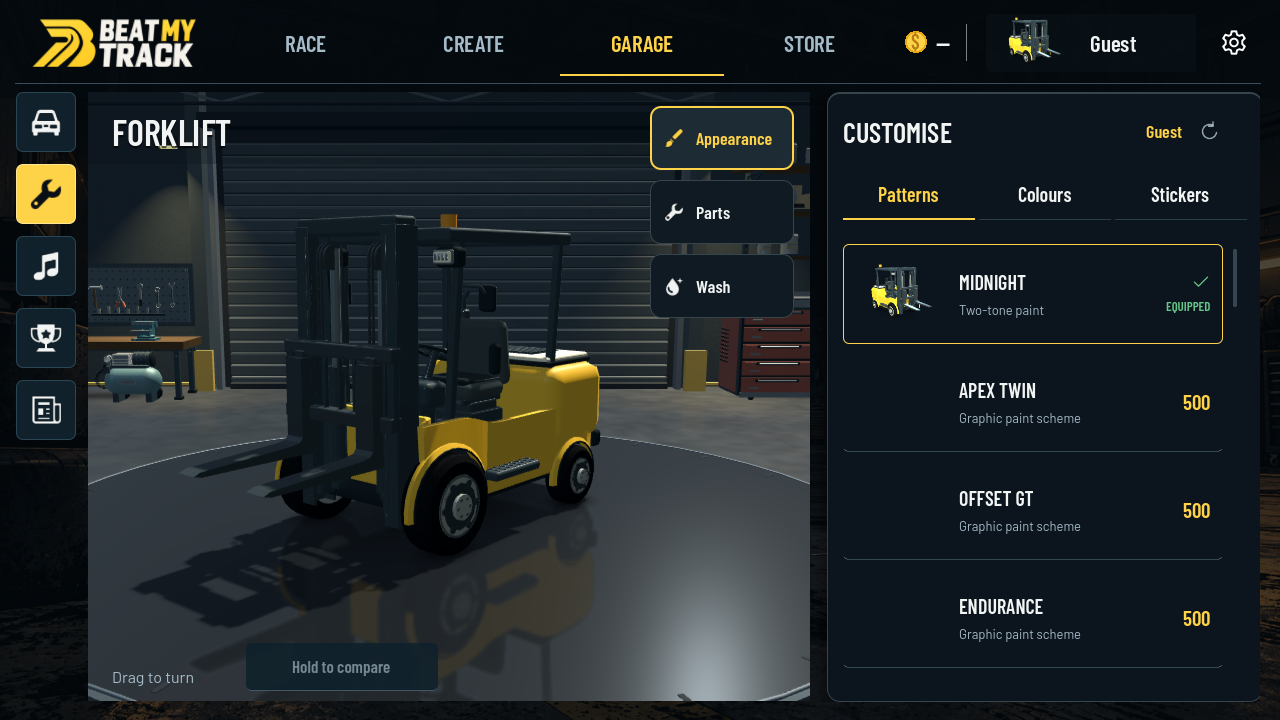 BEATMY
TRACK
RACE
CREATE
GARAGE
STORE
$ –
Guest
FORKLIFT
Appearance
Parts
Wash
Drag to turn
Hold to compare
CUSTOMISE
Guest
Patterns
Colours
Stickers
MIDNIGHT
Two-tone paint
EQUIPPED
APEX TWIN
Graphic paint scheme
500
OFFSET GT
Graphic paint scheme
500
ENDURANCE
Graphic paint scheme
500